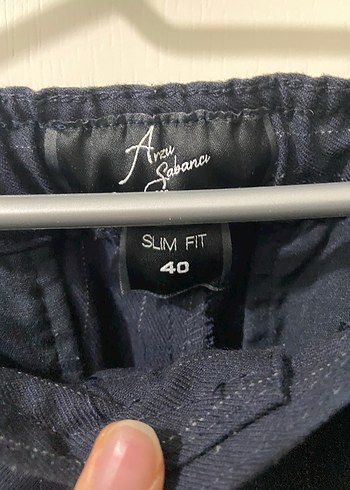 Arzu
Sabancı
SLIM FIT
40